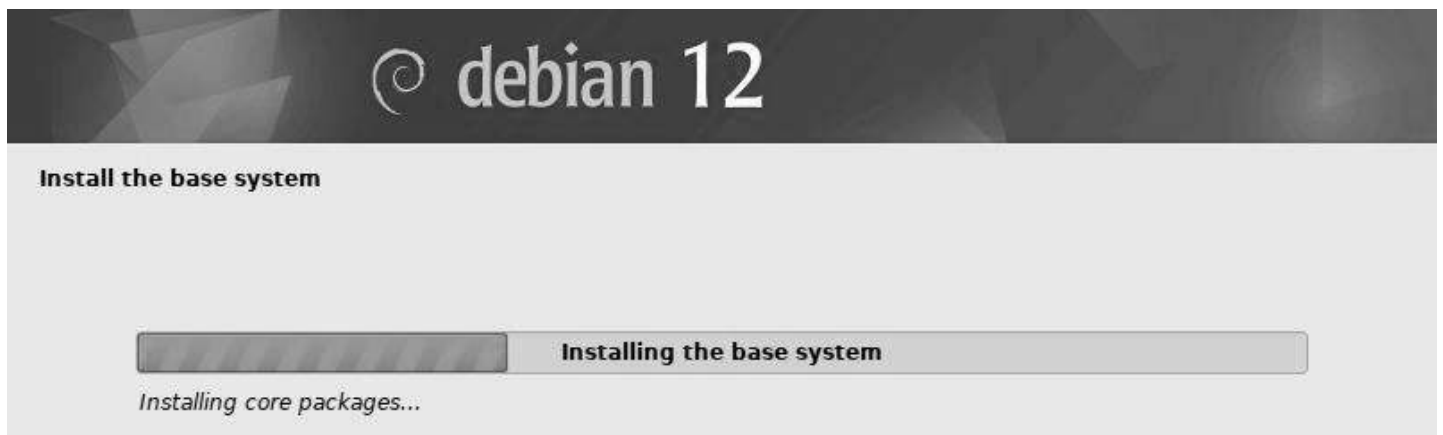 debian 12
Install the base system
Installing the base system
Installing core packages...